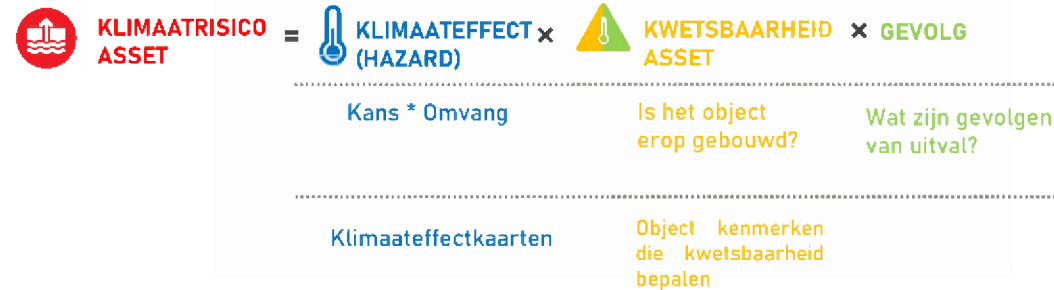 KLIMAATRISICO ASSET = KLIMAATEFFECT (HAZARD) × KWETSBAARHEID ASSET × GEVOLG
Kans * Omvang
Is het object
erop gebouwd?
Wat zijn gevolgen
van uitval?
Klimaateffectkaarten
Object kenmerken
die kwetsbaarheid
bepalen